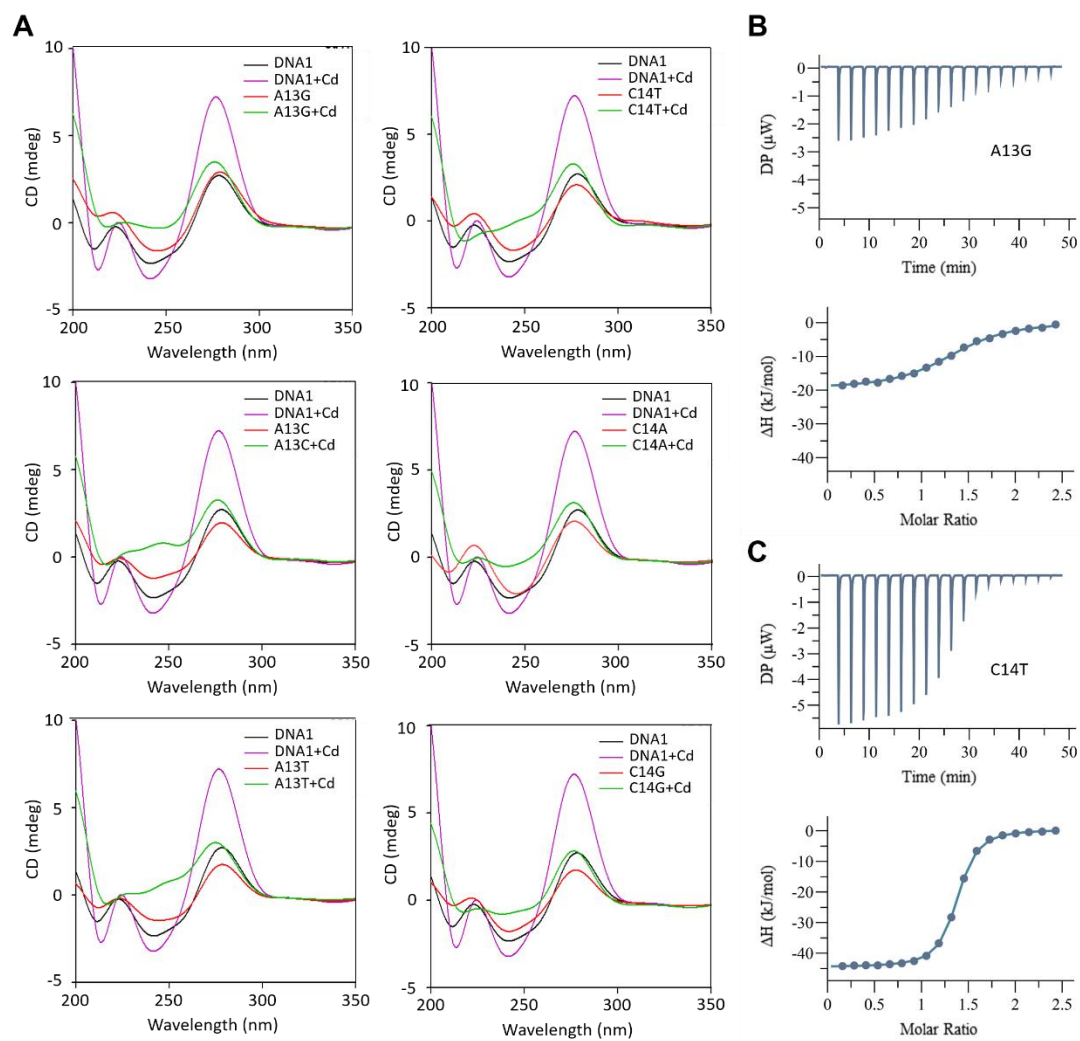 A
10
5
0
-5
CD (mdeg)
DNA1
DNA1+Cd
A13G
A13G+Cd
200
250
300
350
Wavelength (nm)
10
5
0
-5
CD (mdeg)
DNA1
DNA1+Cd
C14T
C14T+Cd
200
250
300
350
Wavelength (nm)
10
5
0
-5
CD (mdeg)
DNA1
DNA1+Cd
A13C
A13C+Cd
200
250
300
350
Wavelength (nm)
10
5
0
-5
CD (mdeg)
DNA1
DNA1+Cd
C14A
C14A+Cd
200
250
300
350
Wavelength (nm)
10
5
0
-5
CD (mdeg)
DNA1
DNA1+Cd
A13T
A13T+Cd
200
250
300
350
Wavelength (nm)
10
5
0
-5
CD (mdeg)
DNA1
DNA1+Cd
C14G
C14G+Cd
200
250
300
350
Wavelength (nm)
B
0
-1
-2
-3
-4
-5
DP (µW)
A13G
0 10 20 30 40 50
Time (min)
0
-10
-20
-30
-40
ΔH (kJ/mol)
0 0.5 1.5 2 2.5
Molar Ratio
C
0
-1
-2
-3
-4
-5
DP (µW)
C14T
0 10 20 30 40 50
Time (min)
0
-10
-20
-30
-40
ΔH (kJ/mol)
0 0.5 1 1.5 2 2.5
Molar Ratio